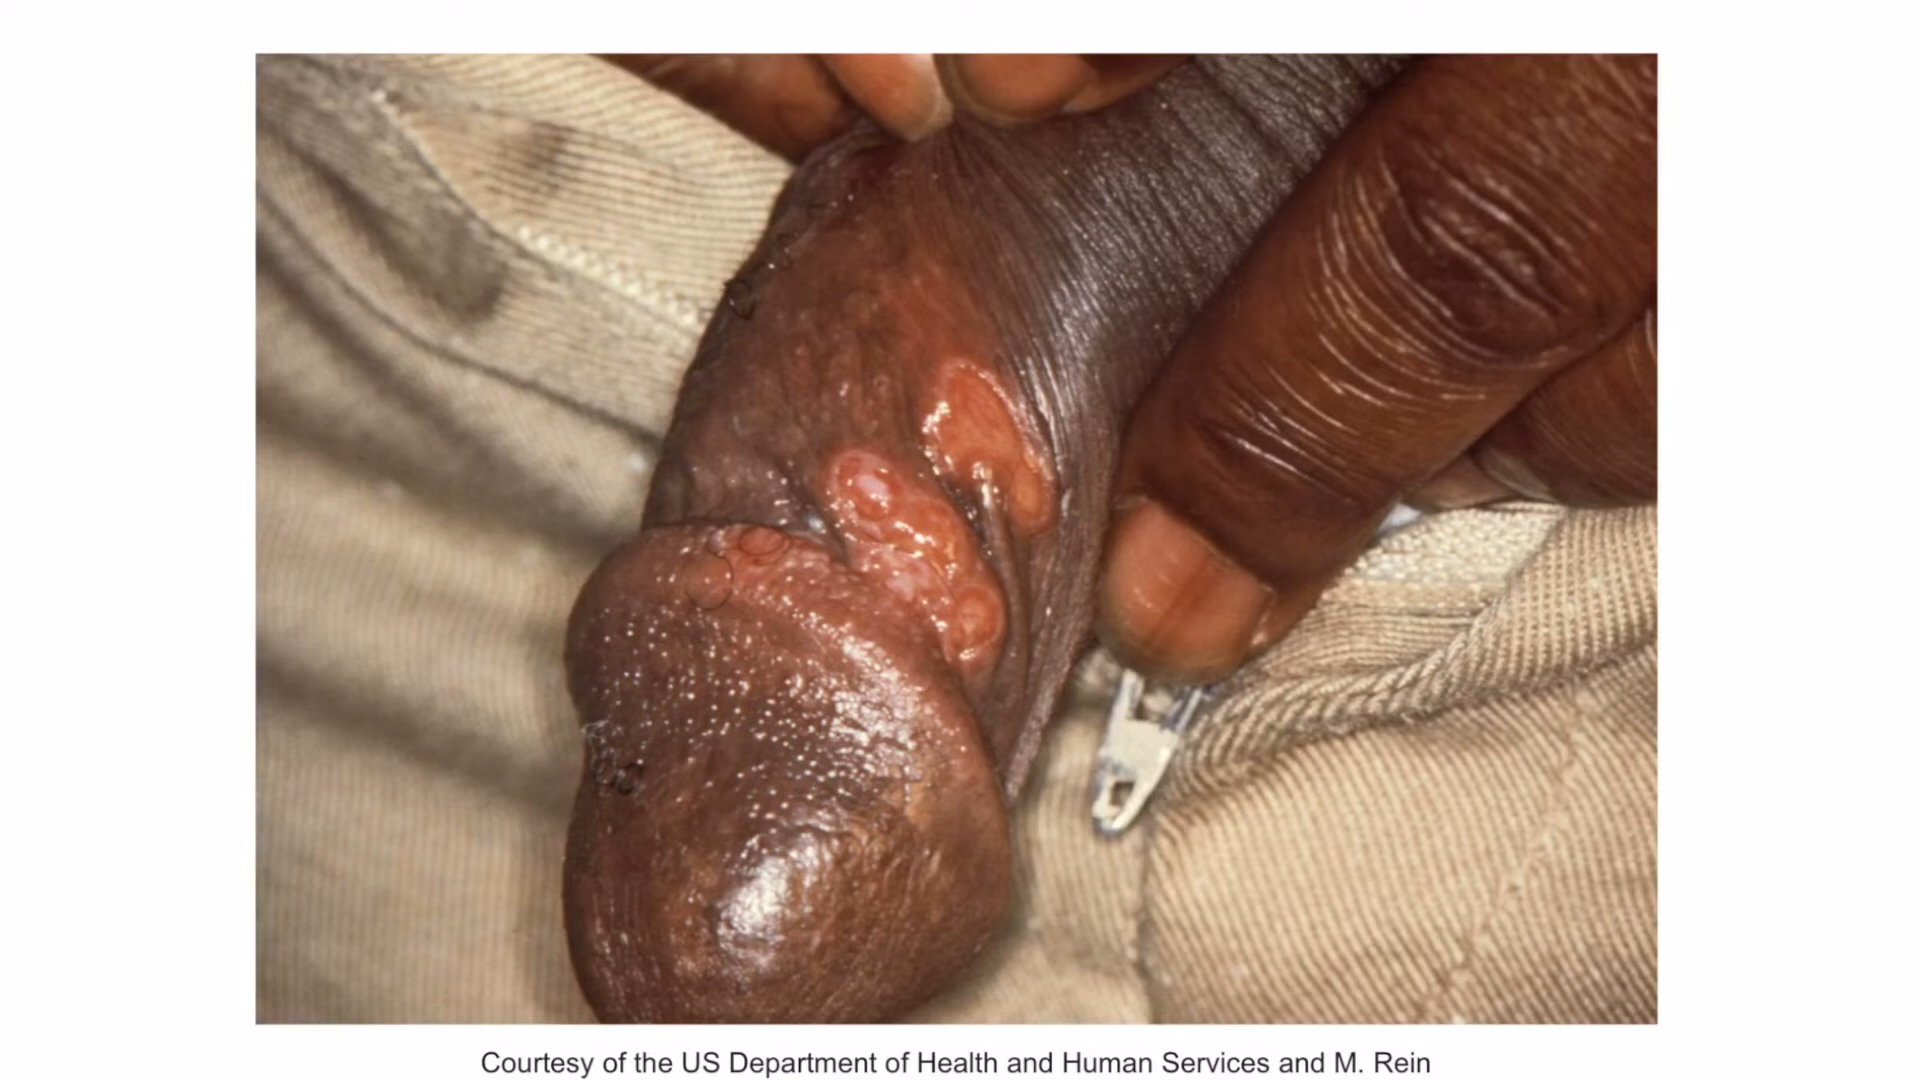 Courtesy of the US Department of Health and Human Services and M. Rein